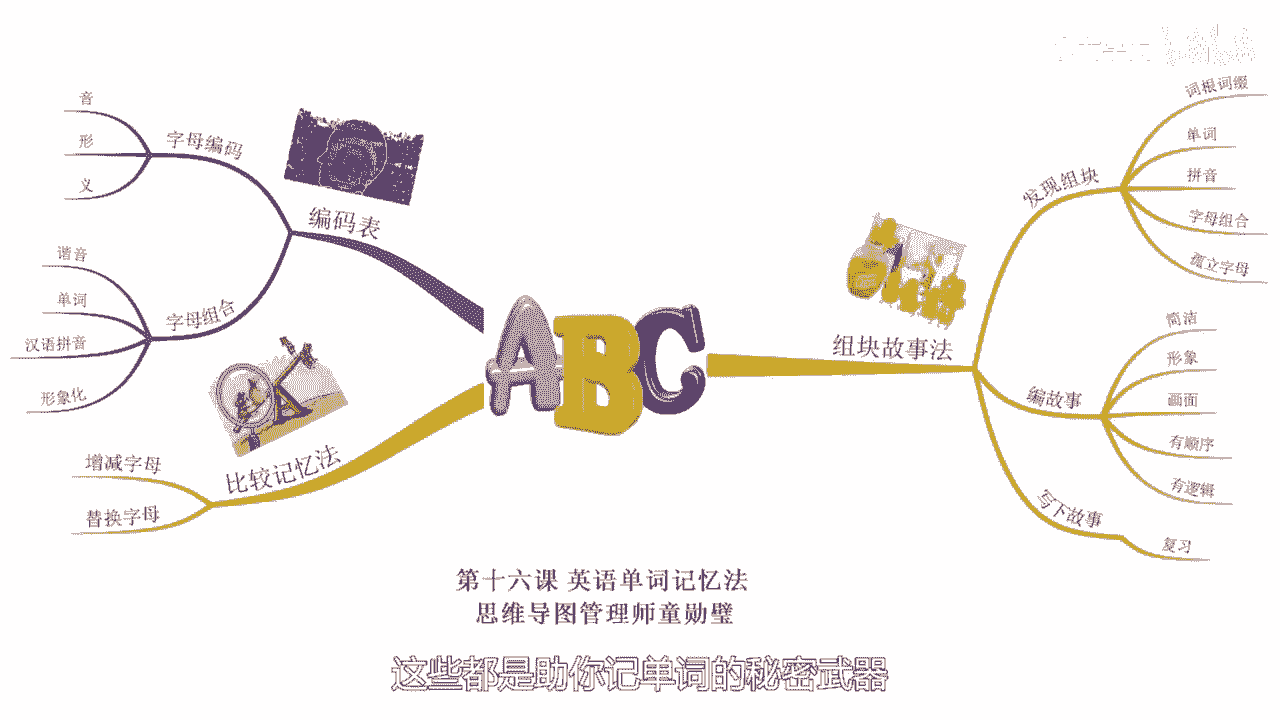 音
形
义
字母编码
编码表
谐音
单词
汉语拼音
形象化
字母组合
增减字母
替换字母
比较记忆法
ABC
组块故事法
发现组块
词根词缀
单词
拼音
字母组合
孤立字母
编故事
简洁
形象
画面
有顺序
有逻辑
写下故事
复习
第十六课 英语单词记忆法
思维导图管理师童勋璧
这些都是助你记单词的秘密武器